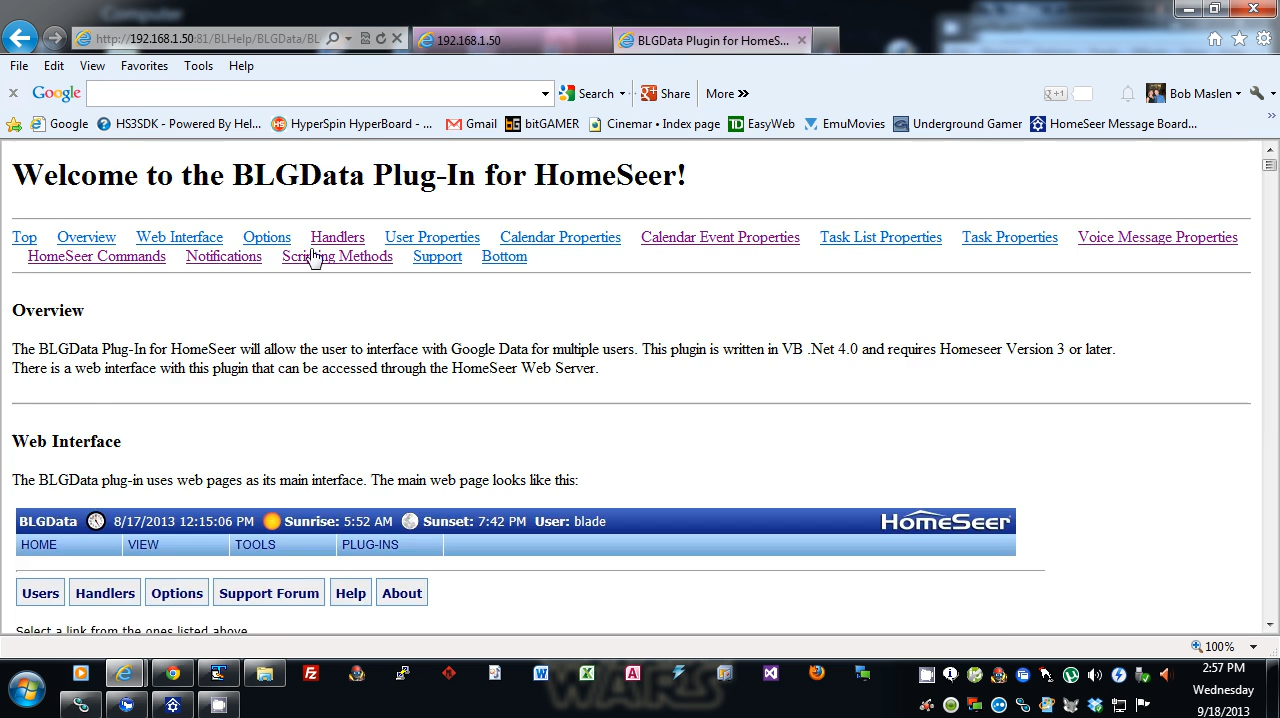 Computer
http://192.168.1.50:81/BLHelp/BLGData/BL
192.168.1.50
BLGData Plugin for HomeS...
File Edit View Favorites Tools Help
x Google Search Share More »
+1 Bob Maslen
Google HS3SDK - Powered By Hel... HyperSpin HyperBoard - ... Gmail bitGAMER Cinemar • Index page EasyWeb EmuMovies Underground Gamer HomeSeer Message Board...
Welcome to the BLGData Plug-In for HomeSeer!
Top Overview Web Interface Options Handlers User Properties Calendar Properties Calendar Event Properties Task List Properties Task Properties Voice Message Properties
HomeSeer Commands Notifications Scripting Methods Support Bottom
Overview
The BLGData Plug-In for HomeSeer will allow the user to interface with Google Data for multiple users. This plugin is written in VB .Net 4.0 and requires Homeseer Version 3 or later.
There is a web interface with this plugin that can be accessed through the HomeSeer Web Server.
Web Interface
The BLGData plug-in uses web pages as its main interface. The main web page looks like this:
BLGData 8/17/2013 12:15:06 PM Sunrise: 5:52 AM Sunset: 7:42 PM User: blade HomeSeer
HOME VIEW TOOLS PLUG-INS
Users Handlers Options Support Forum Help About
Select a link from the ones listed above
100%
WARS
2:57 PM
Wednesday
9/18/2013